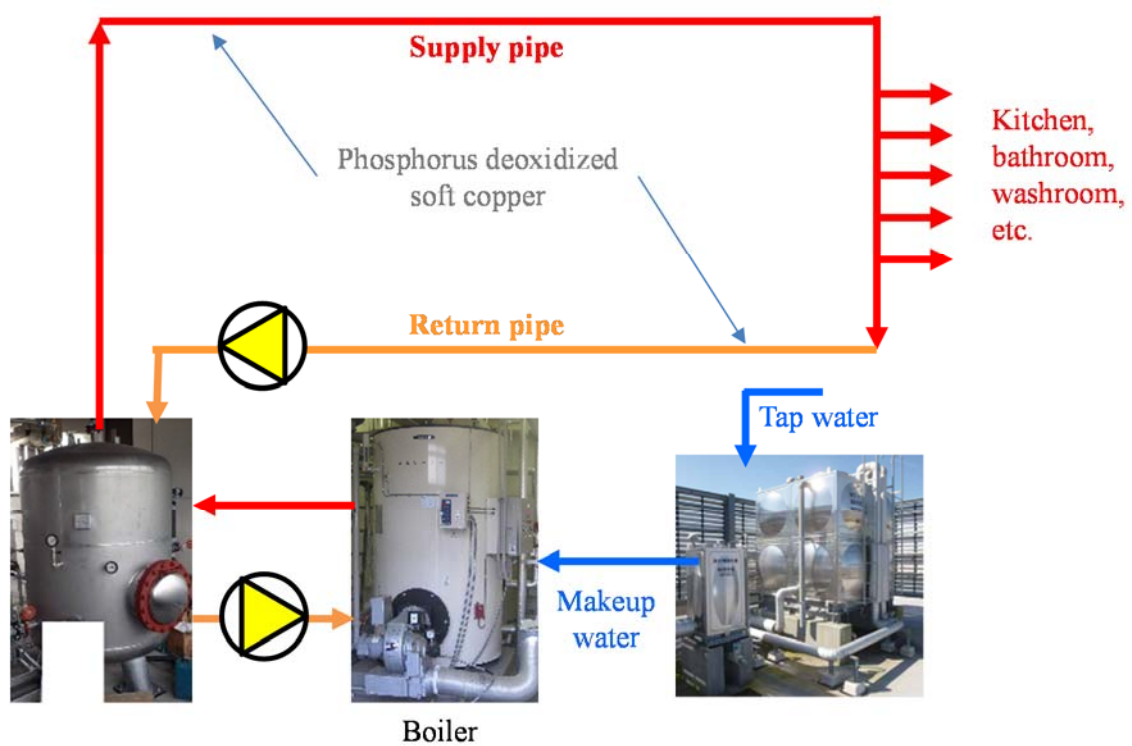 Supply pipe
Phosphorus deoxidized
soft copper
Kitchen,
bathroom,
washroom,
etc.
Return pipe
Tap water
Makeup
water
Boiler